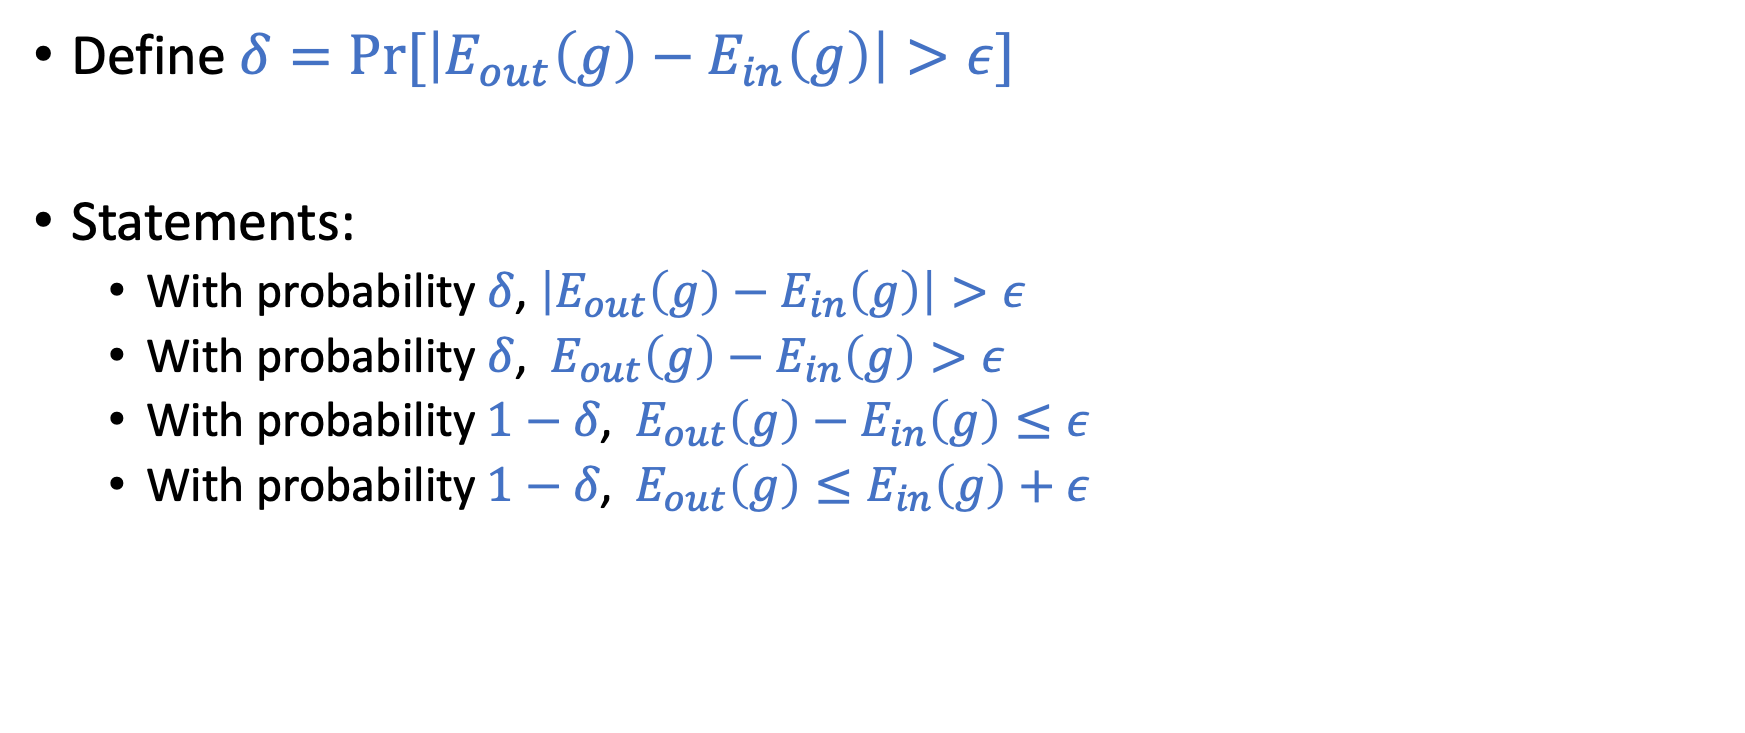 • Define δ = Pr[|E_out(g) − E_in(g)| > ϵ]
• Statements:
• With probability δ, |E_out(g) − E_in(g)| > ϵ
• With probability δ, E_out(g) − E_in(g) > ϵ
• With probability 1 − δ, E_out(g) − E_in(g) ≤ ϵ
• With probability 1 − δ, E_out(g) ≤ E_in(g) + ϵ